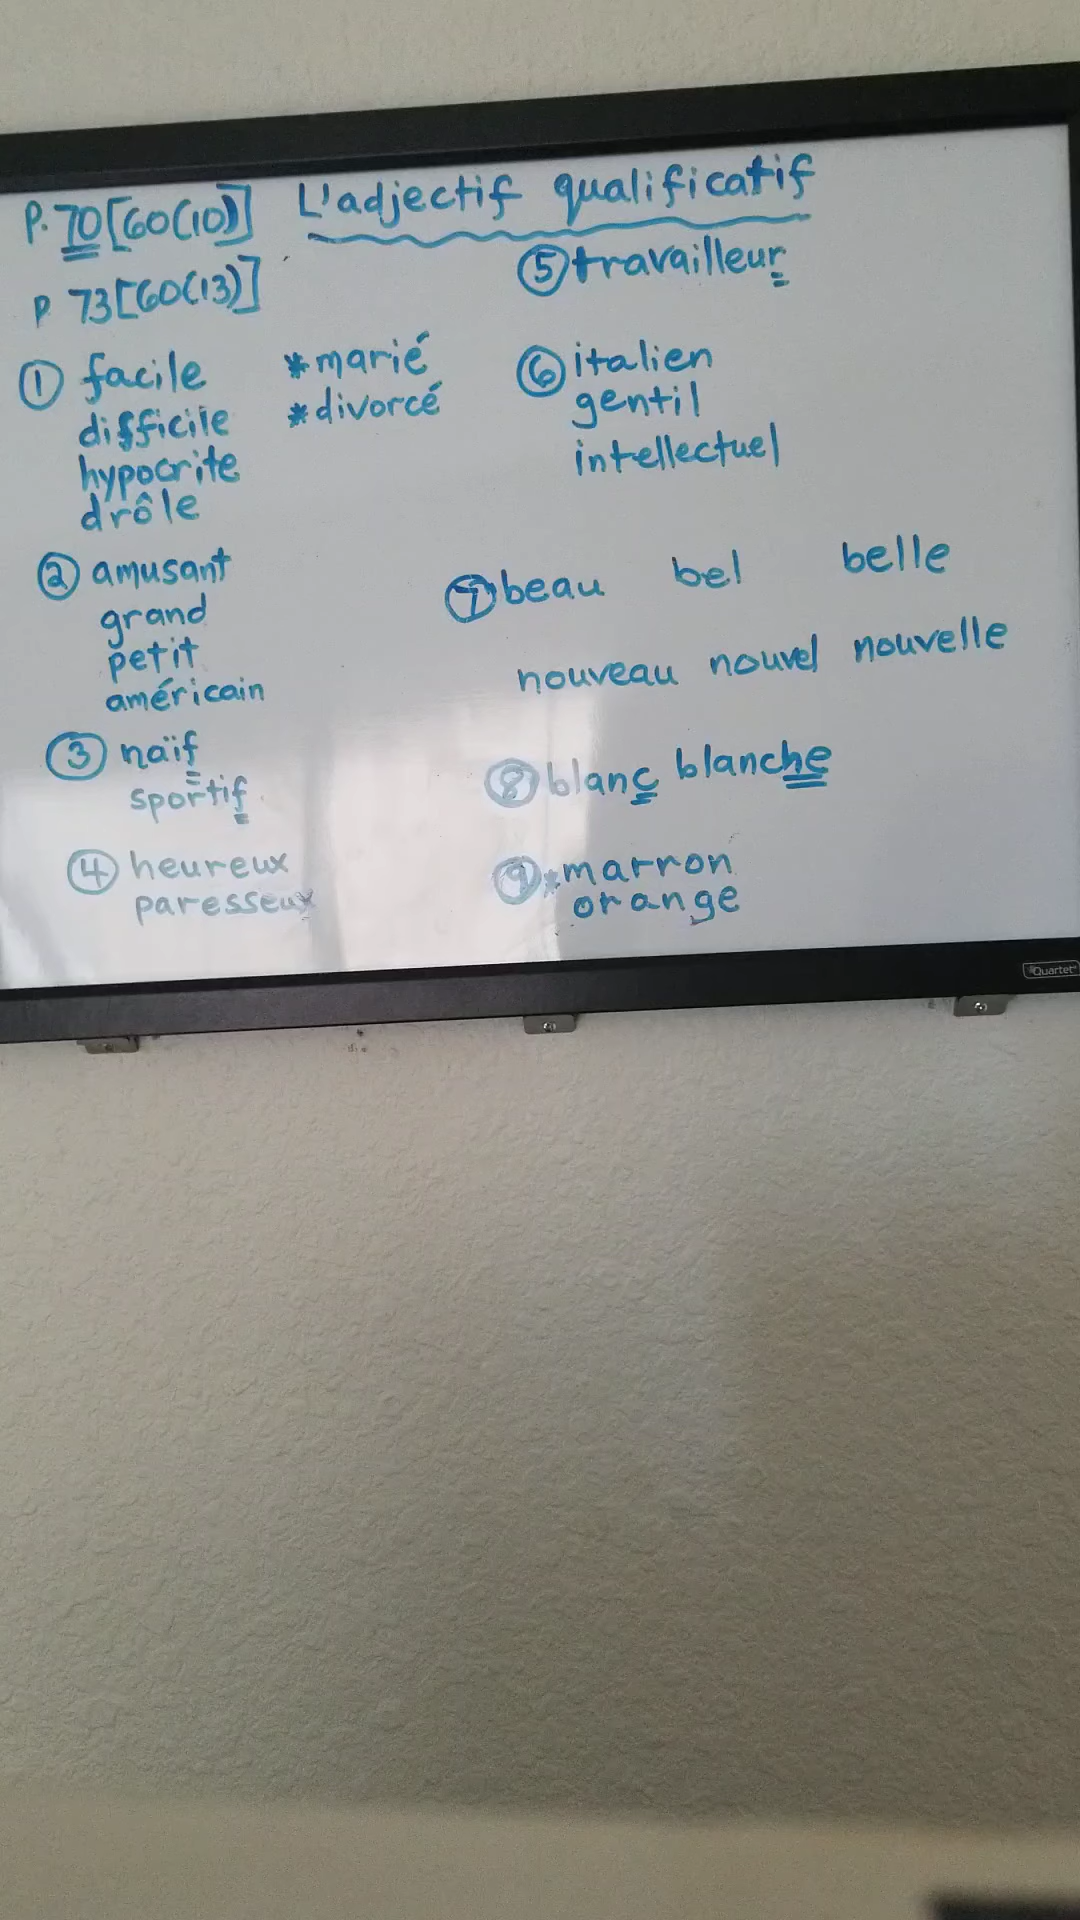 P. 70 [60(10)] L'adjectif qualificatif
P 73 [60(13)]
① facile *marié
difficile *divorcé
hypocrite
drôle
② amusant
grand
petit
américain
③ naïf
sportif
④ heureux
paresseux
⑤ travailleur
⑥ italien
gentil
intellectuel
⑦ beau bel belle
nouveau nouvel nouvelle
⑧ blanc blanche
⑨ *marron
orange
Quartet